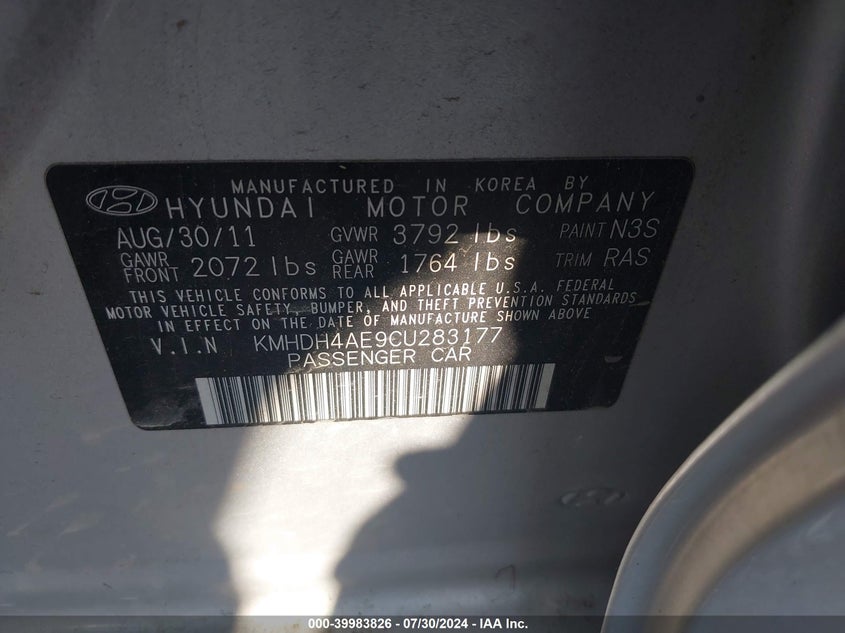 MANUFACTURED IN KOREA BY
HYUNDAI MOTOR COMPANY
AUG/30/11 GVWR 3792 lbs PAINT N3S
GAWR FRONT 2072 lbs GAWR REAR 1764 lbs TRIM RAS
THIS VEHICLE CONFORMS TO ALL APPLICABLE U.S.A. FEDERAL
MOTOR VEHICLE SAFETY, BUMPER, AND THEFT PREVENTION STANDARDS
IN EFFECT ON THE DATE OF MANUFACTURE SHOWN ABOVE
V.I.N KMHDH4AE9CU283177
PASSENGER CAR
000-39983826 - 07/30/2024 - IAA Inc.